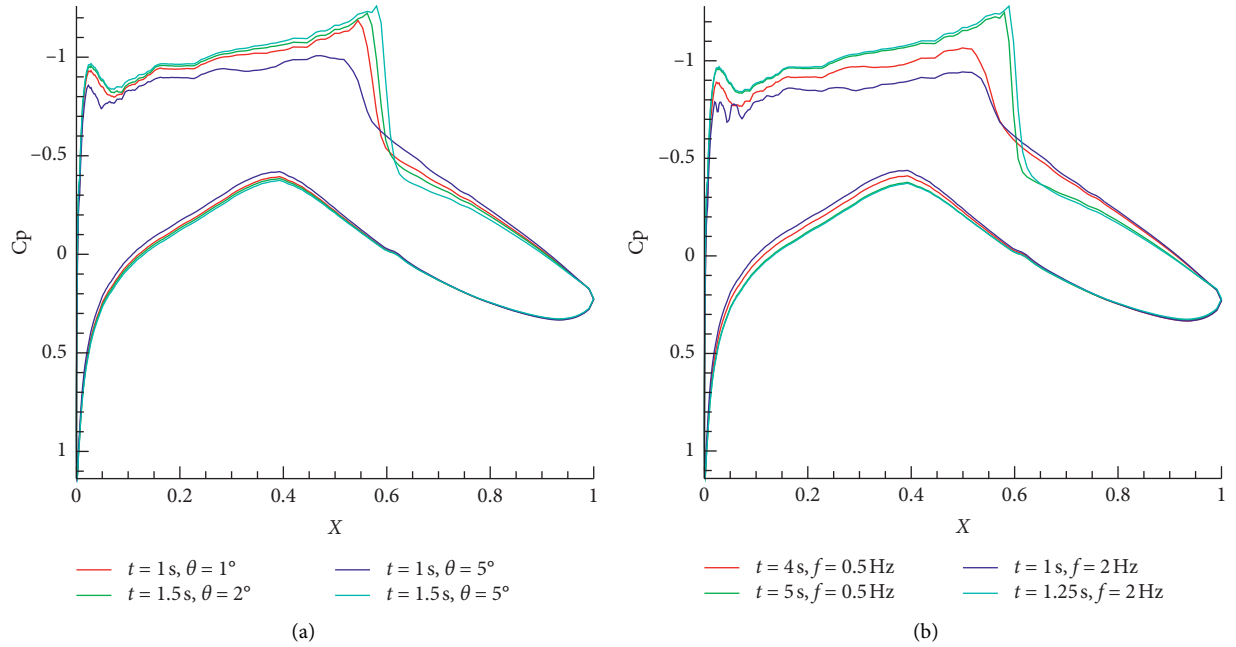 −1
−0.5
0
0.5
1
Cp
0
0.2
0.4
0.6
0.8
1
X
t = 1 s, θ = 1°
t = 1 s, θ = 5°
t = 1.5 s, θ = 2°
t = 1.5 s, θ = 5°
(a)
−1
−0.5
0
0.5
1
Cp
0
0.2
0.4
0.6
0.8
1
X
t = 4 s, f = 0.5 Hz
t = 1 s, f = 2 Hz
t = 5 s, f = 0.5 Hz
t = 1.25 s, f = 2 Hz
(b)